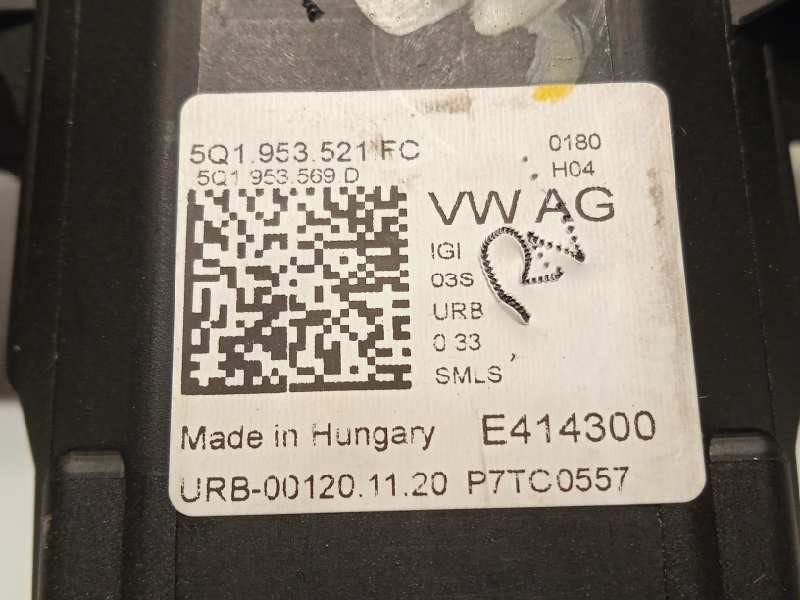 5Q1.953.521 FC
0180
5Q1 953.569 D
H04
VW AG
IGI
03S
URB
0 33
SMLS
Made in Hungary
E414300
URB-00120.11.20 P7TC0557